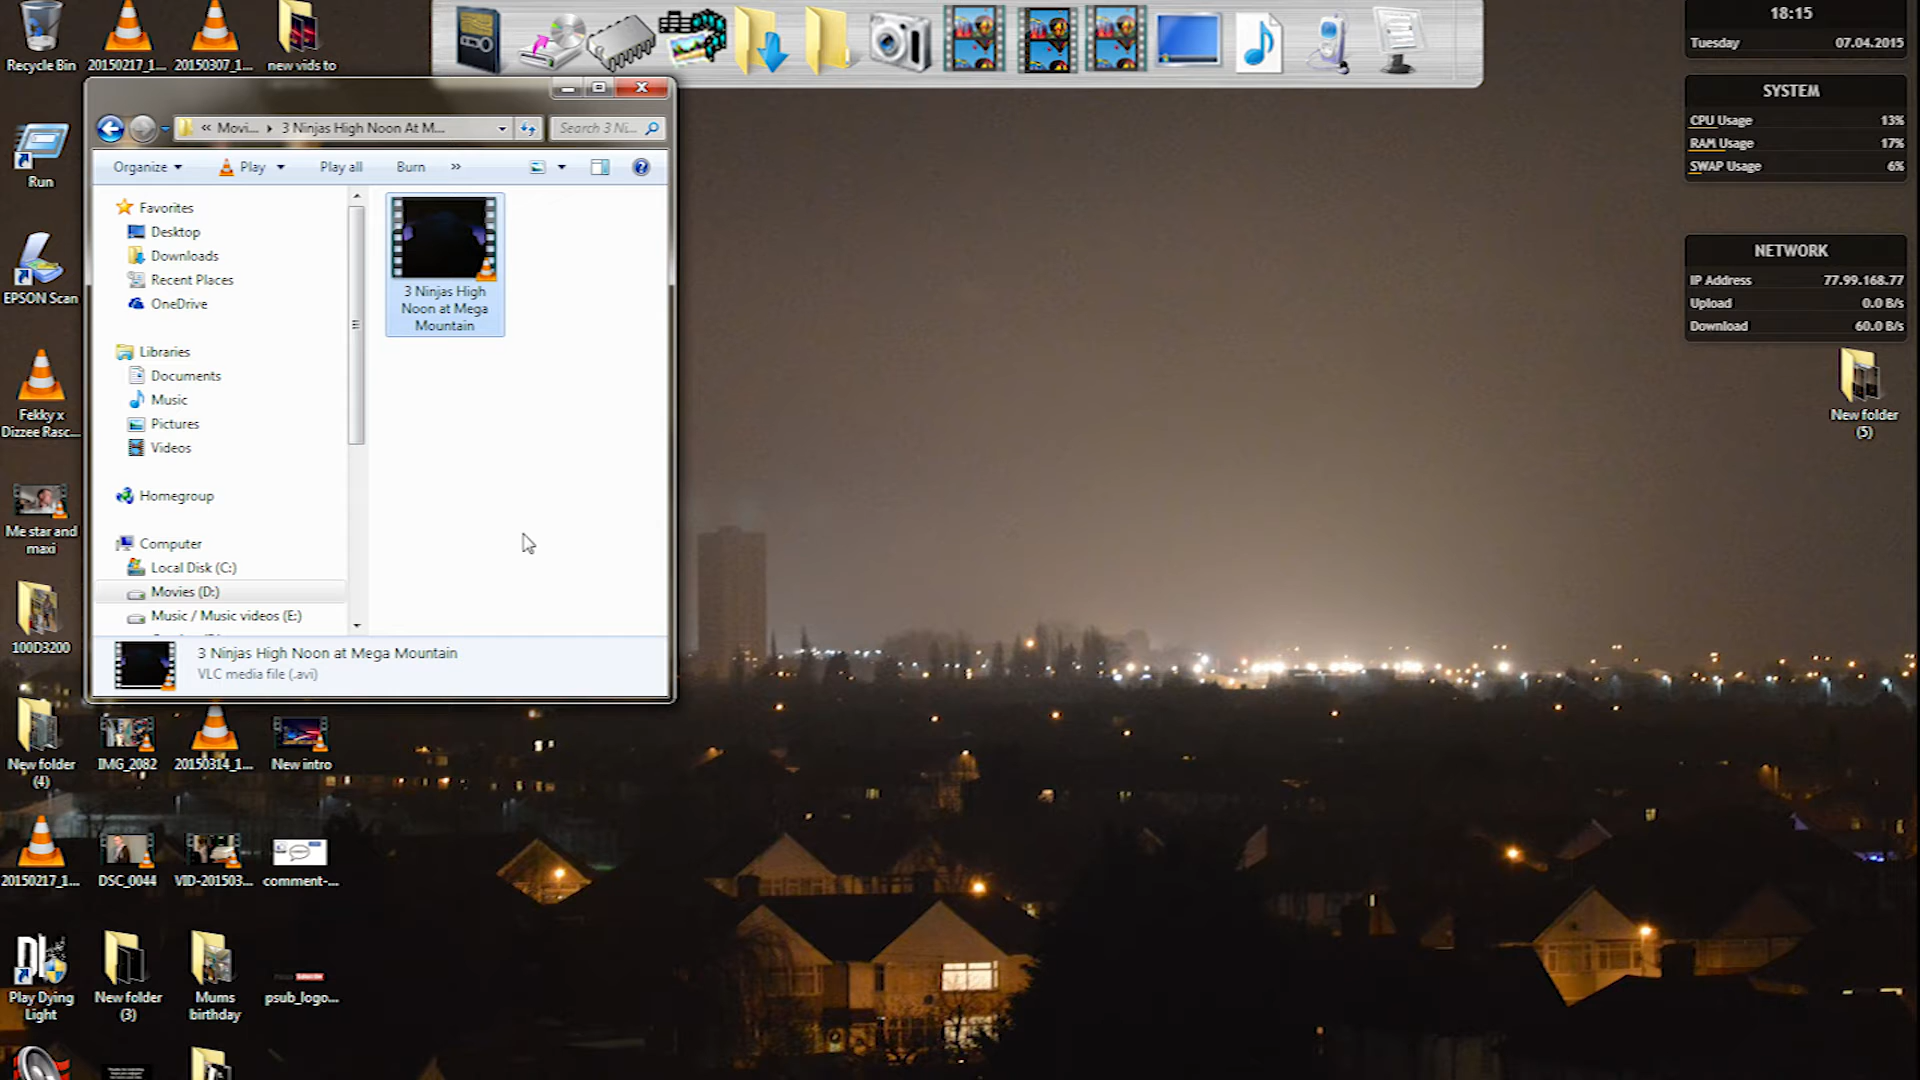 Recycle Bin
20150217_1...
20150307_1...
new vids to
Run
EPSON Scan
Fekky x
Dizzee Rasc...
Me star and
maxi
100D3200
New folder
(4)
IMG_2082
20150314_1...
New intro
20150217_1...
DSC_0044
VID-201503...
comment-...
Play Dying
Light
New folder
(3)
Mums
birthday
psub_logo...
« Movi... 3 Ninjas High Noon At M...
Search 3 Ni...
Organize
Play
Play all
Burn
»
Favorites
Desktop
Downloads
Recent Places
OneDrive
Libraries
Documents
Music
Pictures
Videos
Homegroup
Computer
Local Disk (C:)
Movies (D:)
Music / Music videos (E:)
3 Ninjas High
Noon at Mega
Mountain
3 Ninjas High Noon at Mega Mountain
VLC media file (.avi)
18:15
Tuesday 07.04.2015
SYSTEM
CPU Usage 13%
RAM Usage 17%
SWAP Usage 6%
NETWORK
IP Address 77.99.168.77
Upload 0.0 B/s
Download 60.0 B/s
New folder
(5)